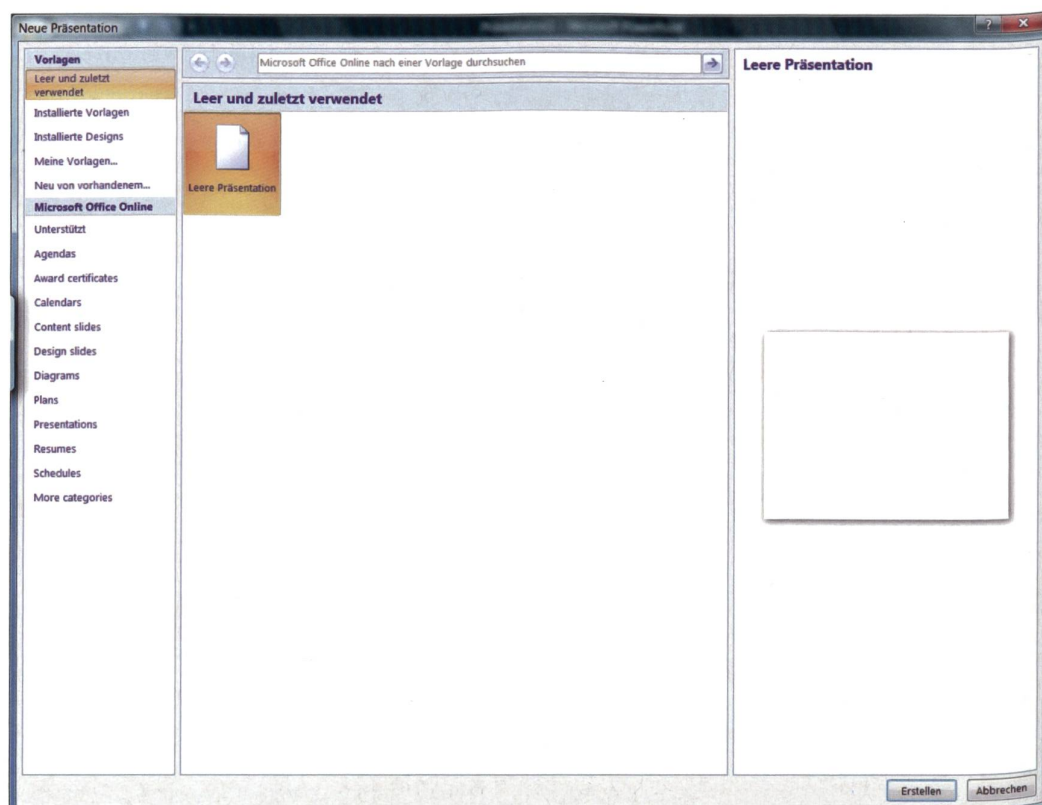 Neue Präsentation
?
Vorlagen
Leer und zuletzt
verwendet
Installierte Vorlagen
Installierte Designs
Meine Vorlagen...
Neu von vorhandenem...
Microsoft Office Online
Unterstützt
Agendas
Award certificates
Calendars
Content slides
Design slides
Diagrams
Plans
Presentations
Resumes
Schedules
More categories
Microsoft Office Online nach einer Vorlage durchsuchen
Leer und zuletzt verwendet
Leere Präsentation
Leere Präsentation
Erstellen
Abbrechen